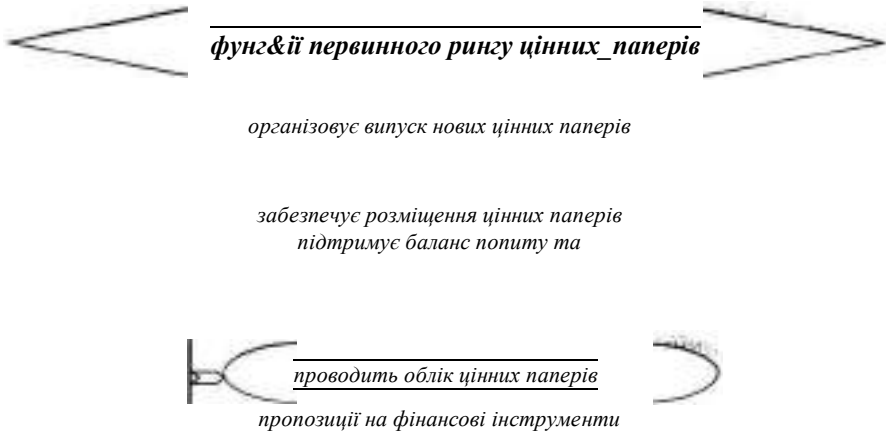 фунг&ії первинного рингу цінних_паперів
організовує випуск нових цінних паперів
забезпечує розміщення цінних паперів
підтримує баланс попиту та
проводить облік цінних паперів
пропозиції на фінансові інструменти